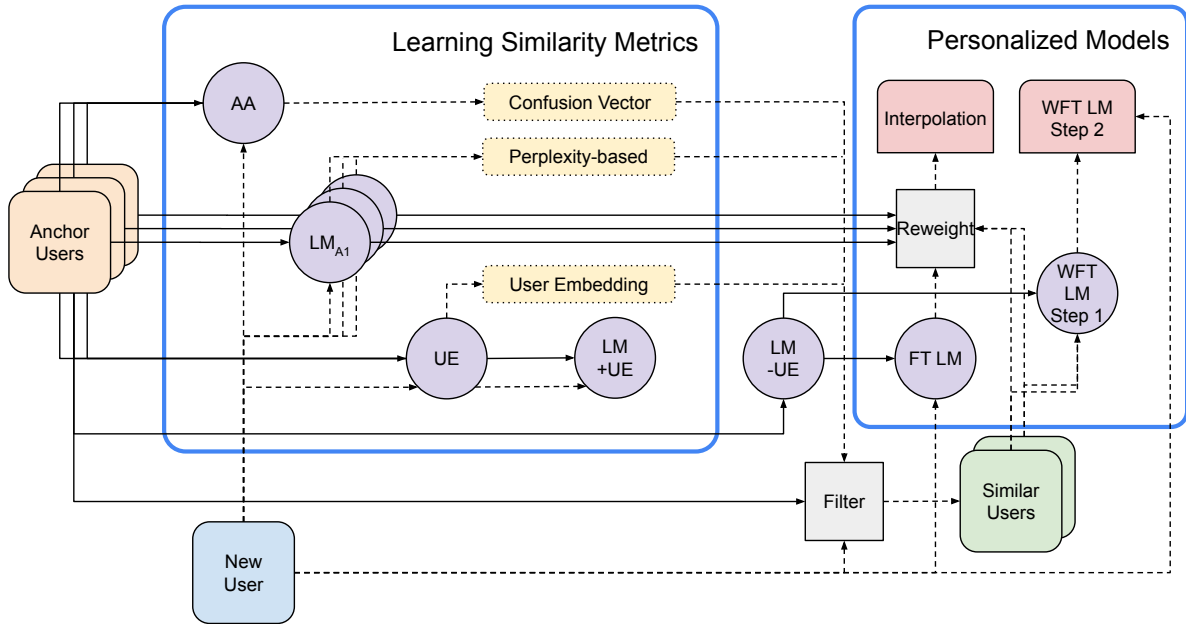 Learning Similarity Metrics
Personalized Models
AA
Confusion Vector
Perplexity-based
Interpolation
WFT LM
Step 2
Anchor
Users
LM_A1
Reweight
User Embedding
WFT
LM
Step 1
UE
LM
+UE
LM
-UE
FT LM
Filter
Similar
Users
New
User